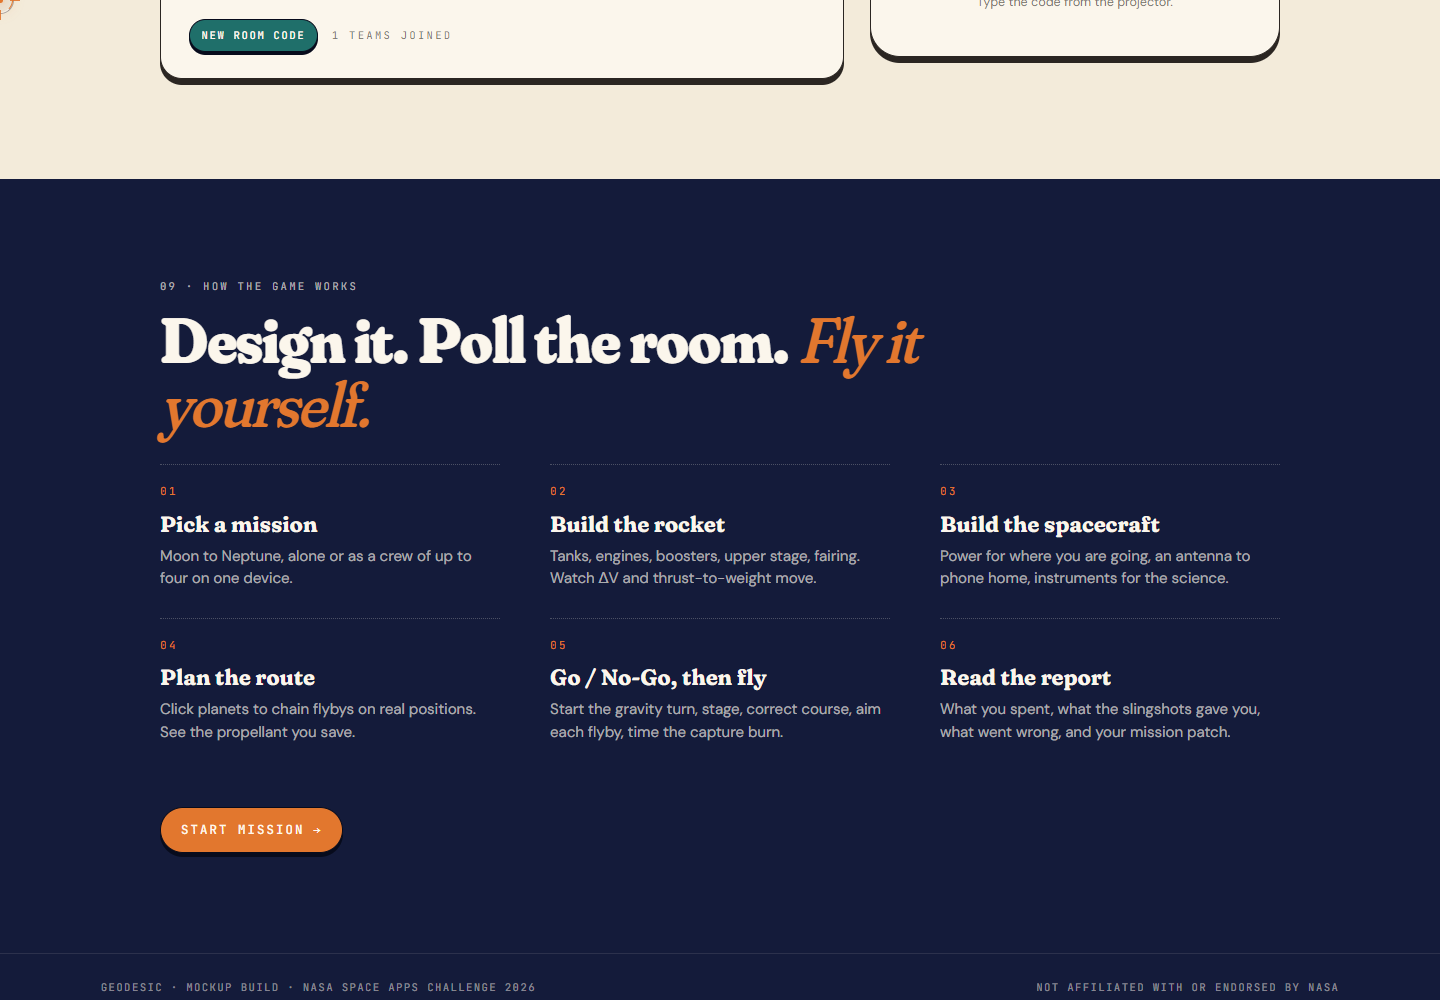 Type the code from the projector.
NEW ROOM CODE
1 TEAMS JOINED
09 · HOW THE GAME WORKS
Design it. Poll the room. Fly it
yourself.
01
Pick a mission
Moon to Neptune, alone or as a crew of up to
four on one device.
02
Build the rocket
Tanks, engines, boosters, upper stage, fairing.
Watch ΔV and thrust-to-weight move.
03
Build the spacecraft
Power for where you are going, an antenna to
phone home, instruments for the science.
04
Plan the route
Click planets to chain flybys on real positions.
See the propellant you save.
05
Go / No-Go, then fly
Start the gravity turn, stage, correct course, aim
each flyby, time the capture burn.
06
Read the report
What you spent, what the slingshots gave you,
what went wrong, and your mission patch.
START MISSION →
GEODESIC · MOCKUP BUILD · NASA SPACE APPS CHALLENGE 2026
NOT AFFILIATED WITH OR ENDORSED BY NASA